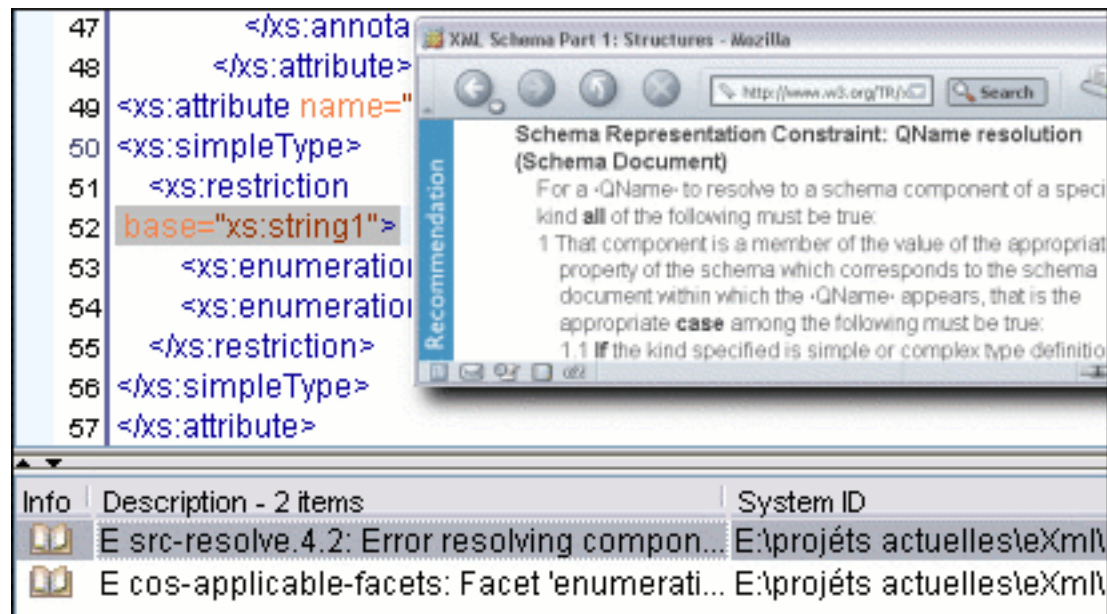 47 </xs:annota
48 </xs:attribute>
49 <xs:attribute name="
50 <xs:simpleType>
51 <xs:restriction
52 base="xs:string1">
53 <xs:enumeration
54 <xs:enumeration
55 </xs:restriction>
56 </xs:simpleType>
57 </xs:attribute>
XML Schema Part 1: Structures - Mozilla
http://www.w3.org/TR/
Search
Recommendation
Schema Representation Constraint: QName resolution
(Schema Document)
For a ·QName· to resolve to a schema component of a speci
kind all of the following must be true:
1 That component is a member of the value of the appropriat
property of the schema which corresponds to the schema
document within which the ·QName· appears, that is the
appropriate case among the following must be true:
1.1 If the kind specified is simple or complex type definitio
Info Description - 2 items System ID
E src-resolve.4.2: Error resolving compon... E:\projéts actuelles\eXml\
E cos-applicable-facets: Facet 'enumerati... E:\projéts actuelles\eXml\